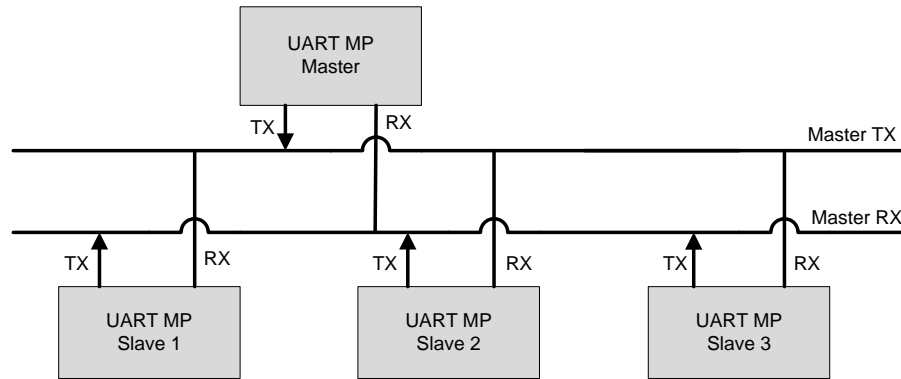 UART MP
Master
TX
RX
Master TX
Master RX
TX
RX
TX
RX
TX
RX
UART MP
Slave 1
UART MP
Slave 2
UART MP
Slave 3